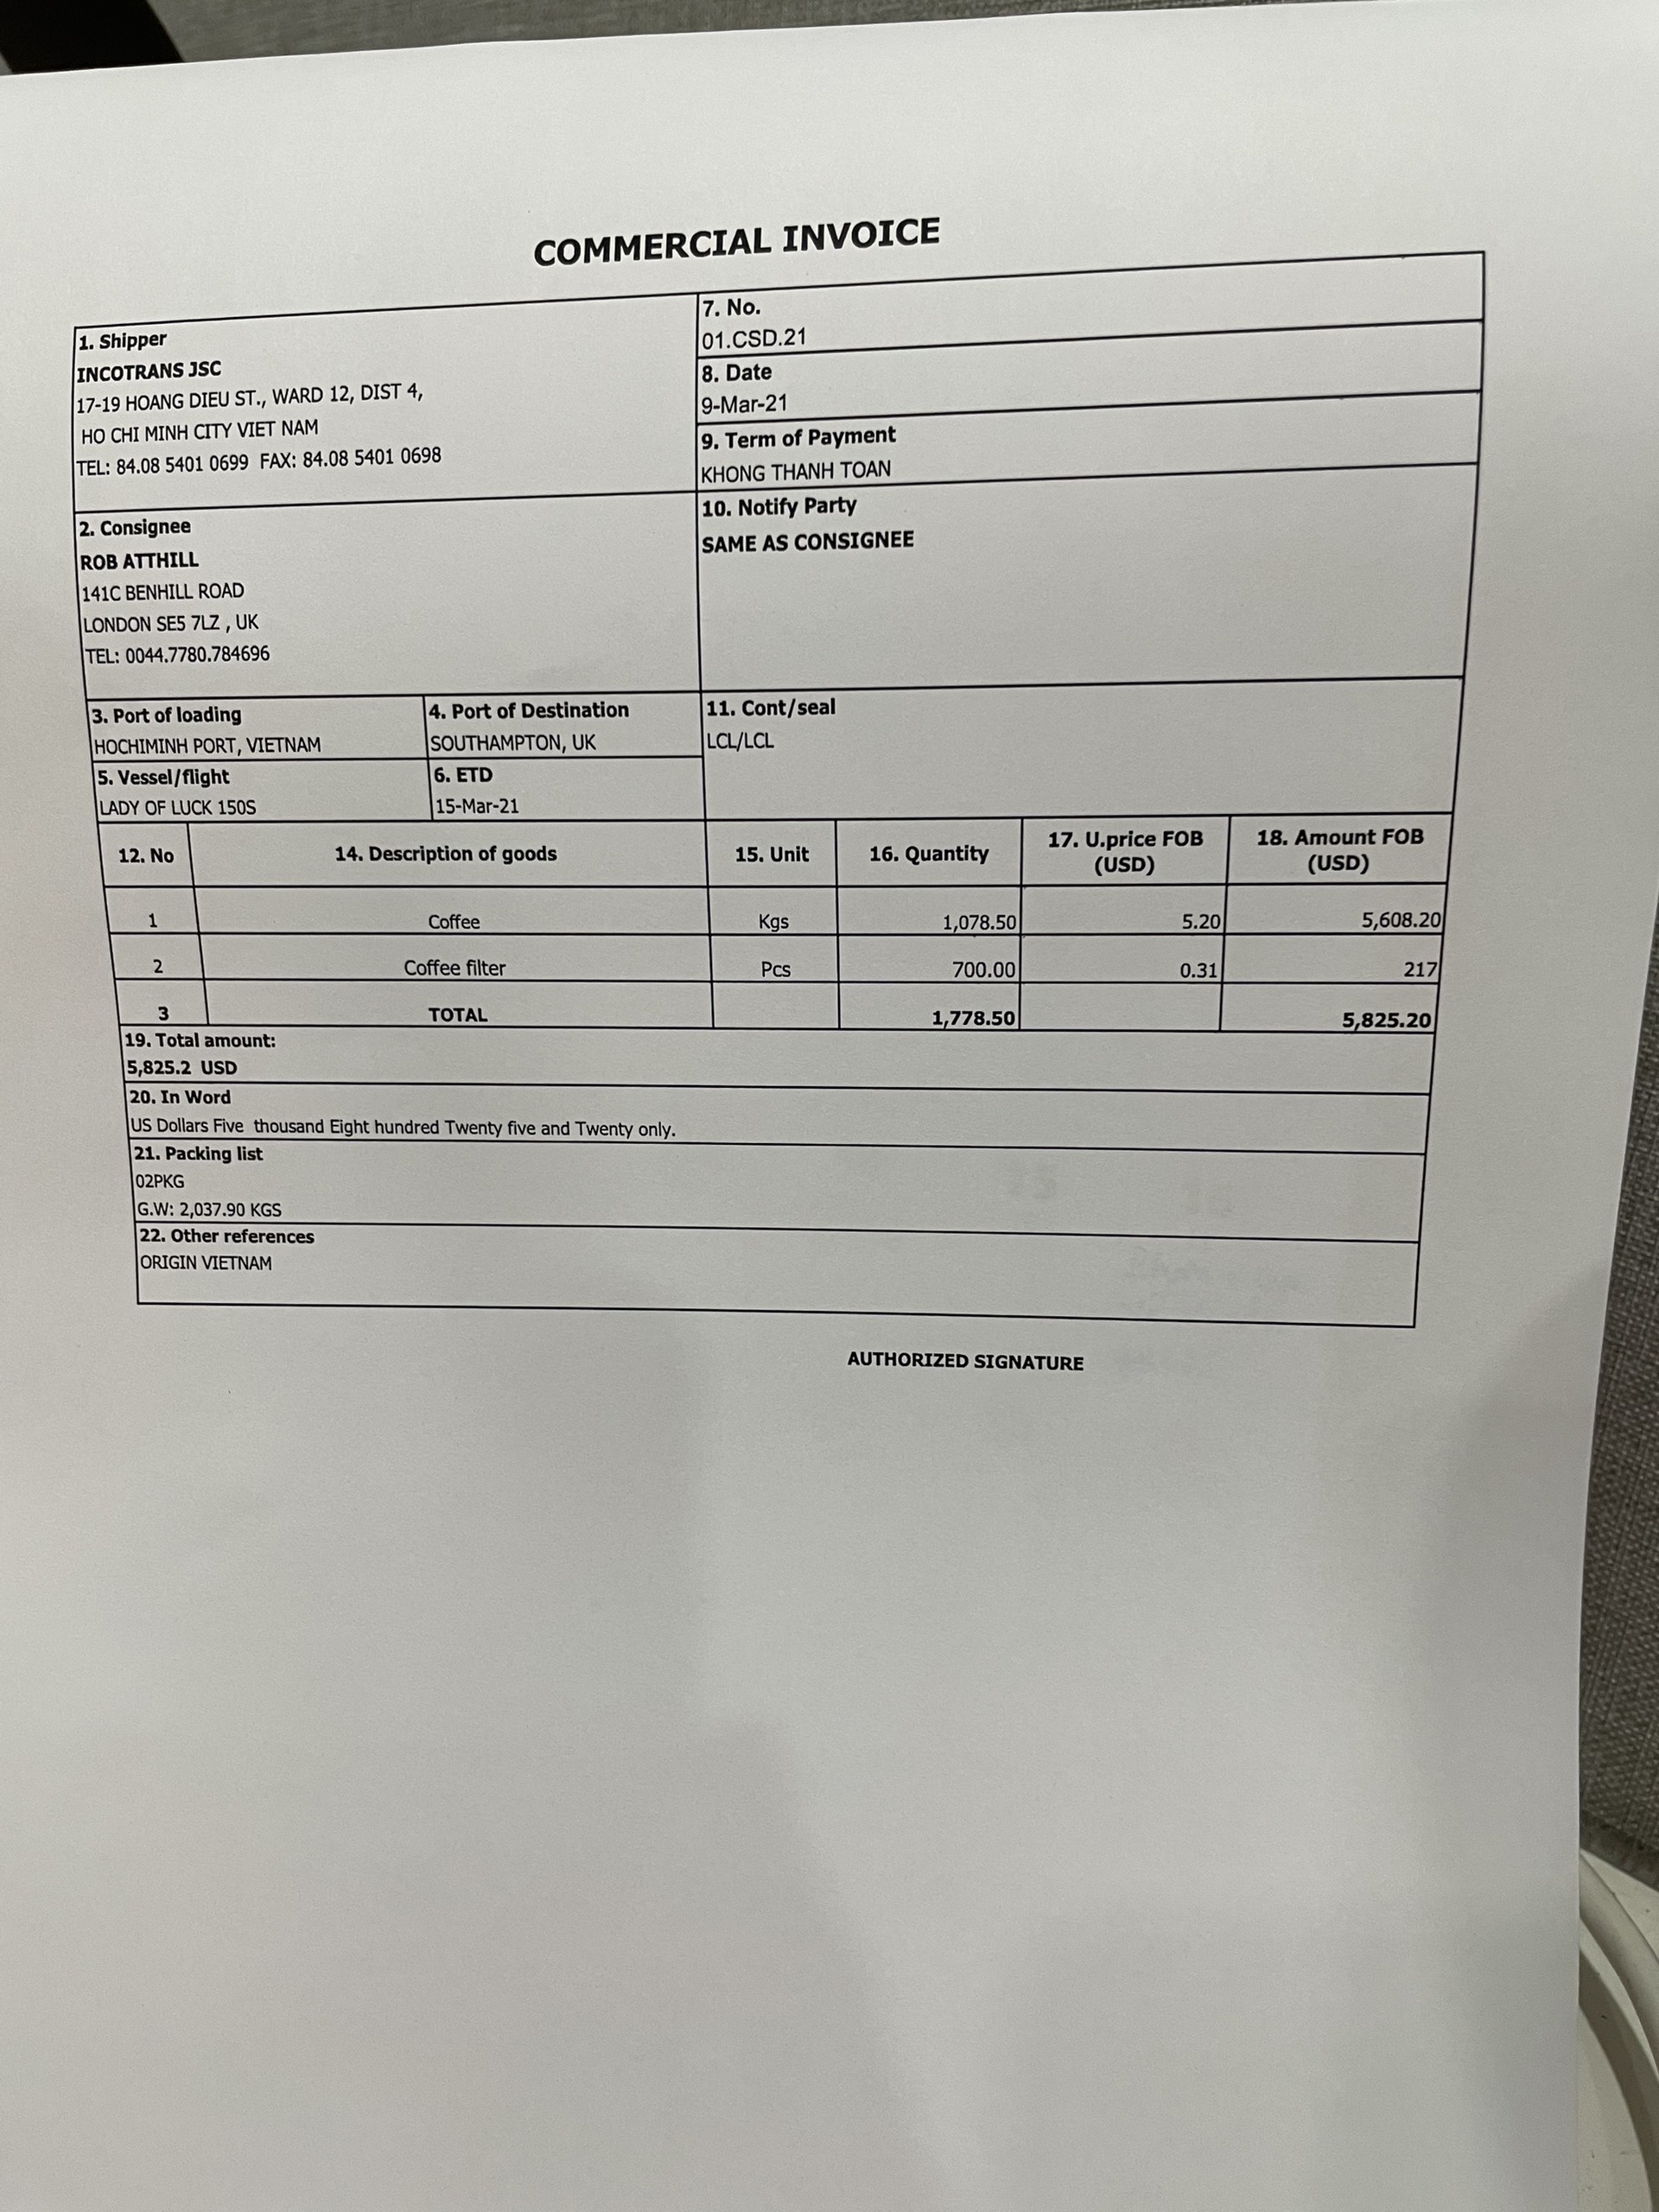 COMMERCIAL INVOICE
1. Shipper
INCOTRANS JSC
17-19 HOANG DIEU ST., WARD 12, DIST 4,
HO CHI MINH CITY VIET NAM
TEL: 84.08 5401 0699 FAX: 84.08 5401 0698
7. No.
01.CSD.21
8. Date
9-Mar-21
9. Term of Payment
KHONG THANH TOAN
2. Consignee
ROB ATTHILL
141C BENHILL ROAD
LONDON SE5 7LZ , UK
TEL: 0044.7780.784696
10. Notify Party
SAME AS CONSIGNEE
3. Port of loading
HOCHIMINH PORT, VIETNAM
4. Port of Destination
SOUTHAMPTON, UK
11. Cont/seal
LCL/LCL
5. Vessel/flight
LADY OF LUCK 150S
6. ETD
15-Mar-21
12. No 14. Description of goods 15. Unit 16. Quantity 17. U.price FOB (USD) 18. Amount FOB (USD)
1 Coffee Kgs 1,078.50 5.20 5,608.20
2 Coffee filter Pcs 700.00 0.31 217
3 TOTAL 1,778.50 5,825.20
19. Total amount:
5,825.2 USD
20. In Word
US Dollars Five thousand Eight hundred Twenty five and Twenty only.
21. Packing list
02PKG
G.W: 2,037.90 KGS
22. Other references
ORIGIN VIETNAM
AUTHORIZED SIGNATURE